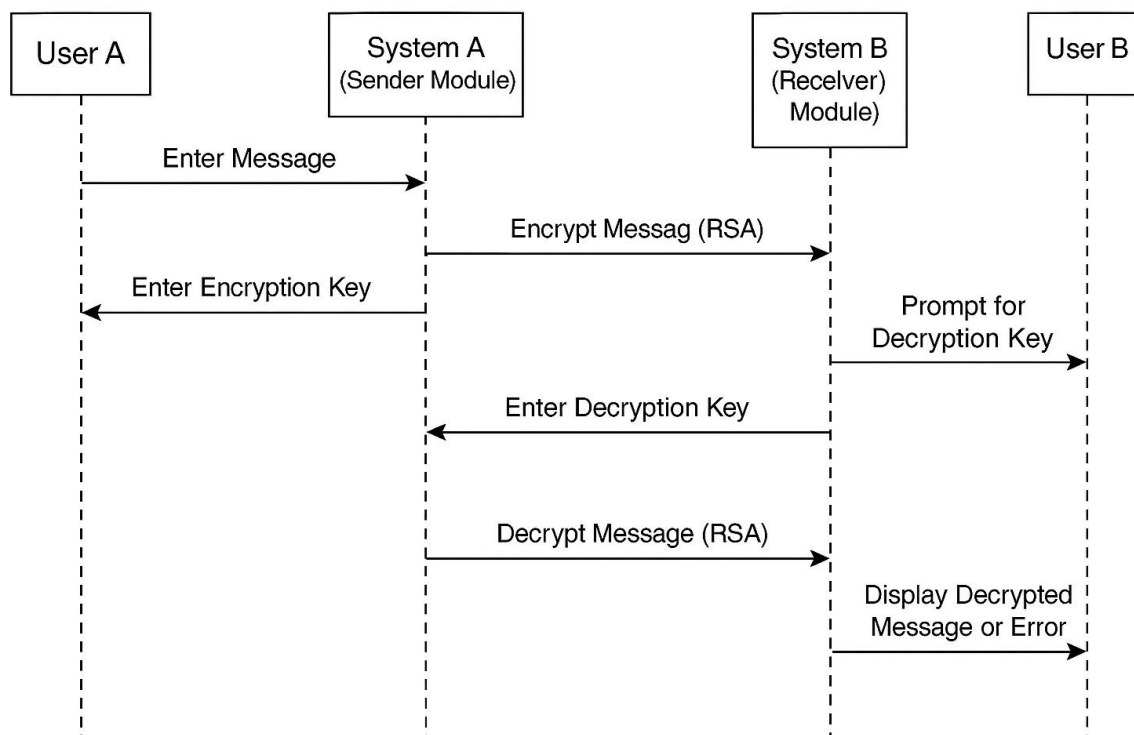 User A
System A
(Sender Module)
System B
(Recelver)
Module)
User B
Enter Message
Encrypt Messag (RSA)
Enter Encryption Key
Prompt for
Decryption Key
Enter Decryption Key
Decrypt Message (RSA)
Display Decrypted
Message or Error